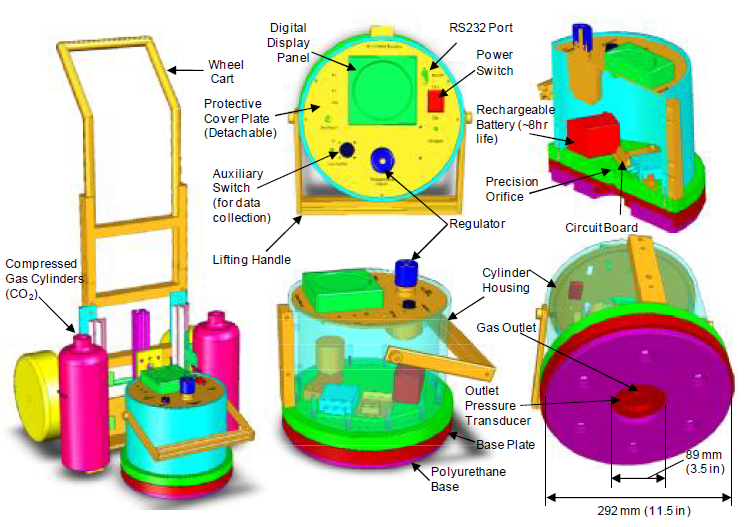 Digital
Display
Panel
RS232 Port
Power
Switch
Wheel
Cart
Protective
Cover Plate
(Detachable)
Rechargeable
Battery (~8hr
life)
Auxiliary
Switch
(for data
collection)
Precision
Orifice
Regulator
Circuit Board
Lifting Handle
Compressed
Gas Cylinders
(CO₂)
Cylinder
Housing
Gas Outlet
Outlet
Pressure
Transducer
Base Plate
Polyurethane
Base
89 mm
(3.5 in)
292 mm (11.5 in)